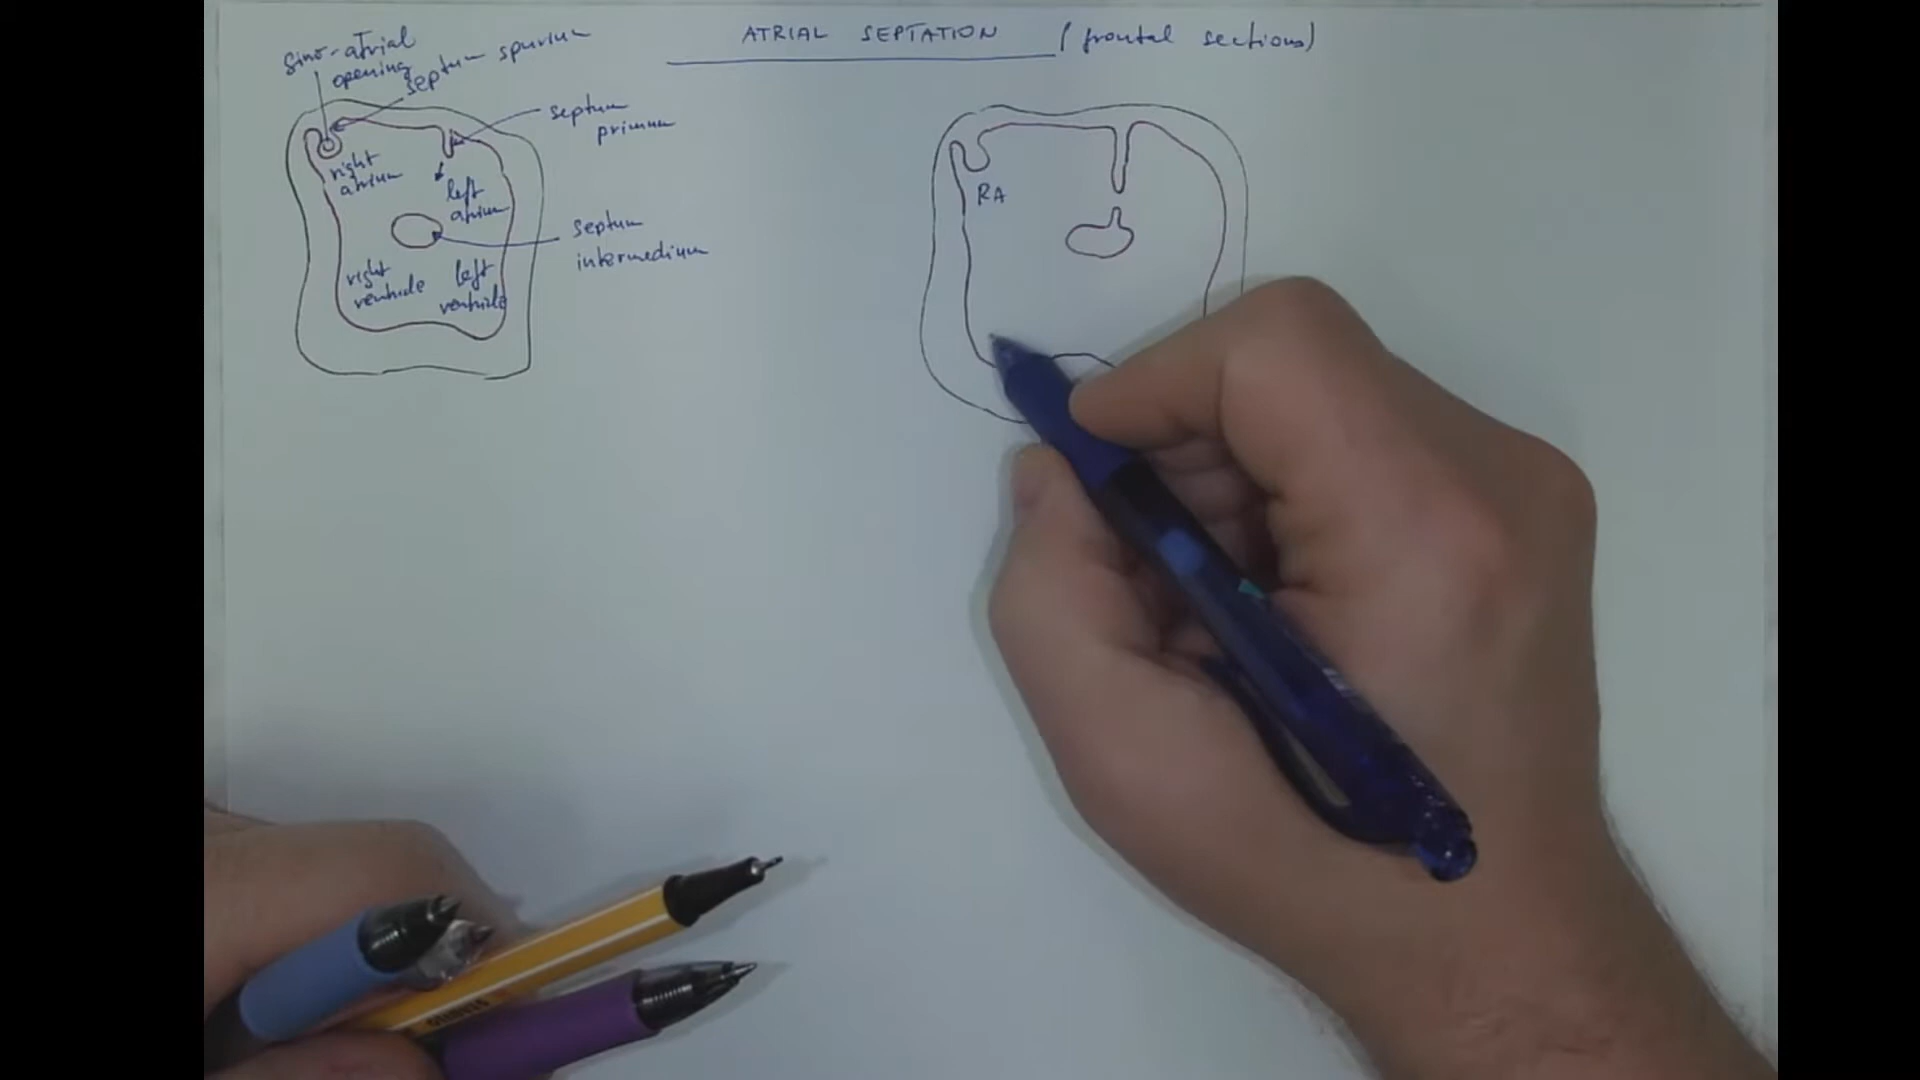 ATRIAL SEPTATION (frontal sections)
sino-atrial
opening
septum spurium
septum
primum
right
atrium
left
atrium
septum
intermedium
right
ventricle
left
ventricle
RA
STABILO